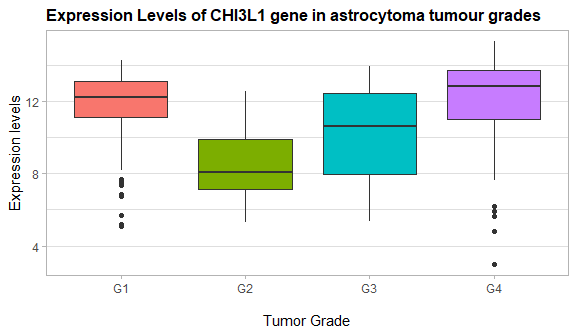 Expression Levels of CHI3L1 gene in astrocytoma tumour grades
Expression levels
12
8
4
G1 G2 G3 G4
Tumor Grade